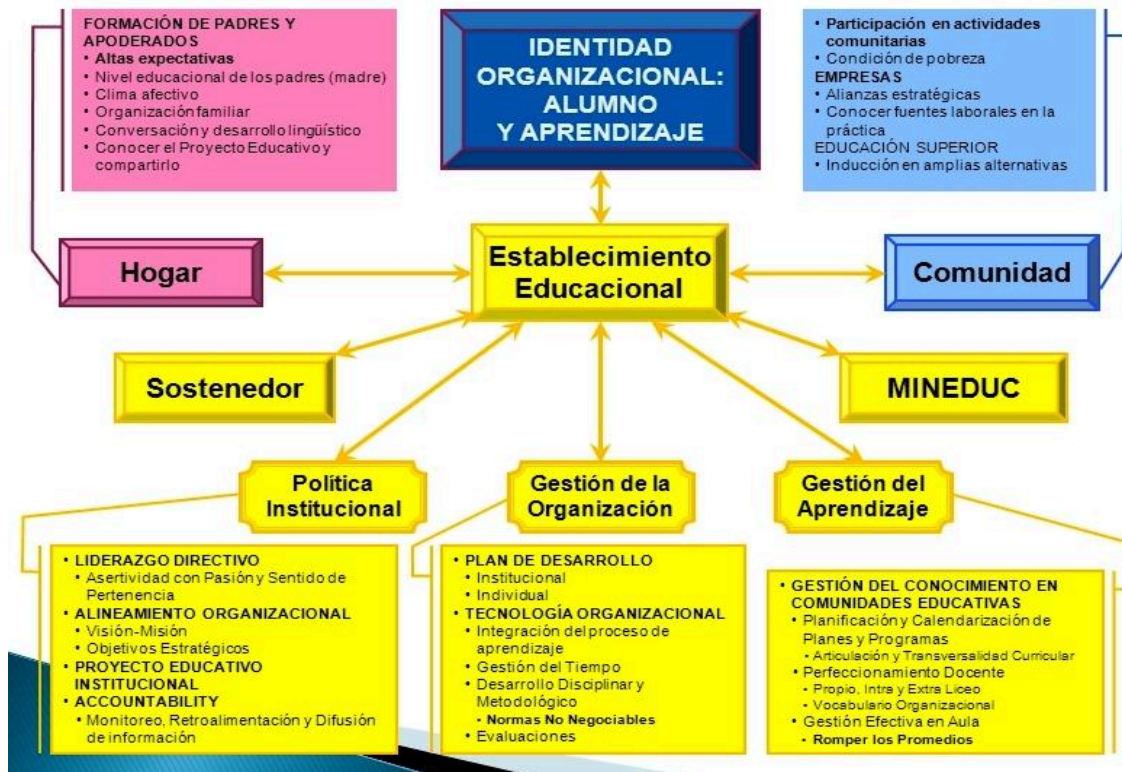 FORMACIÓN DE PADRES Y
APODERADOS
• Altas expectativas
• Nivel educacional de los padres (madre)
• Clima afectivo
• Organización familiar
• Conversación y desarrollo lingüístico
• Conocer el Proyecto Educativo y
compartirlo
IDENTIDAD
ORGANIZACIONAL:
ALUMNO
Y APRENDIZAJE
• Participación en actividades
comunitarias
• Condición de pobreza
EMPRESAS
• Alianzas estratégicas
• Conocer fuentes laborales en la
práctica
EDUCACIÓN SUPERIOR
• Inducción en amplias alternativas
Hogar
Establecimiento
Educacional
Comunidad
Sostenedor
MINEDUC
Política
Institucional
Gestión de la
Organización
Gestión del
Aprendizaje
• LIDERAZGO DIRECTIVO
• Asertividad con Pasión y Sentido de
Pertenencia
• ALINEAMIENTO ORGANIZACIONAL
• Visión-Misión
• Objetivos Estratégicos
• PROYECTO EDUCATIVO
INSTITUCIONAL
• ACCOUNTABILITY
• Monitoreo, Retroalimentación y Difusión
de información
• PLAN DE DESARROLLO
• Institucional
• Individual
• TECNOLOGÍA ORGANIZACIONAL
• Integración del proceso de
aprendizaje
• Gestión del Tiempo
• Desarrollo Disciplinar y
Metodológico
• Normas No Negociables
• Evaluaciones
• GESTIÓN DEL CONOCIMIENTO EN
COMUNIDADES EDUCATIVAS
• Planificación y Calendarización de
Planes y Programas
• Articulación y Transversalidad Curricular
• Perfeccionamiento Docente
• Propio, Intra y Extra Liceo
• Vocabulario Organizacional
• Gestión Efectiva en Aula
• Romper los Promedios